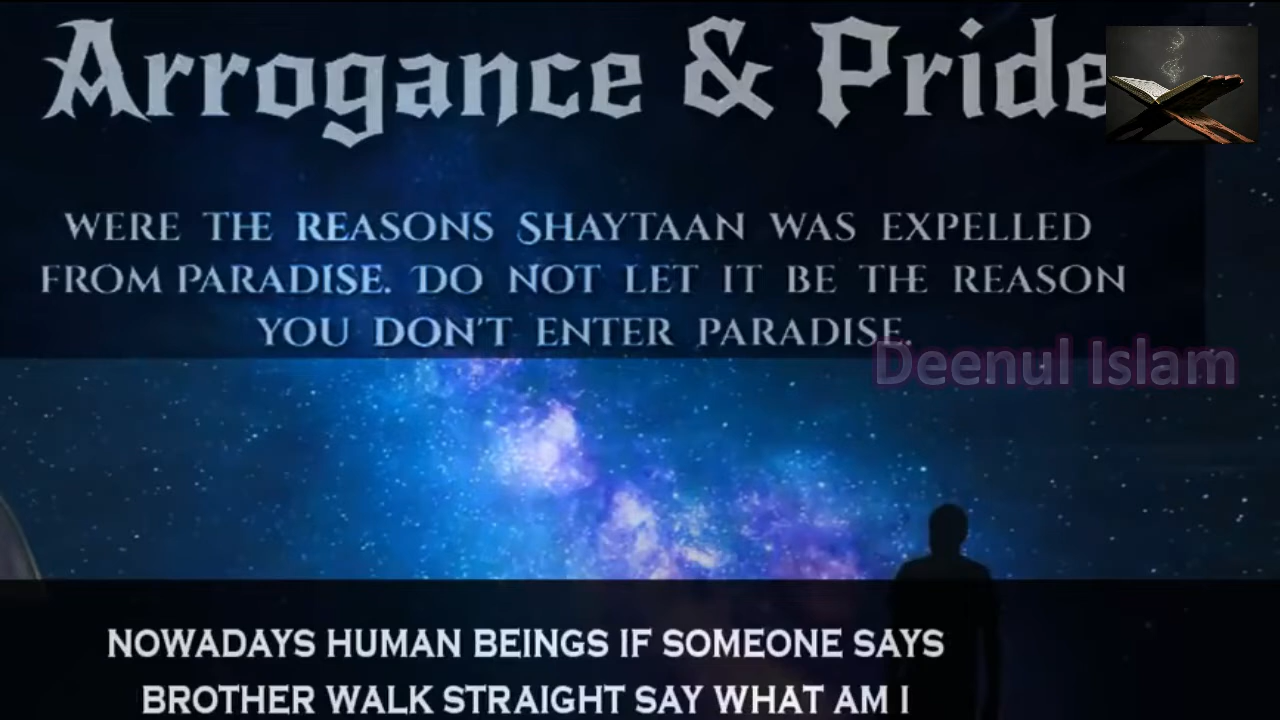 Arrogance & Pride
WERE THE REASONS SHAYTAAN WAS EXPELLED
FROM PARADISE. DO NOT LET IT BE THE REASON
YOU DON'T ENTER PARADISE.
Deenul Islam
NOWADAYS HUMAN BEINGS IF SOMEONE SAYS
BROTHER WALK STRAIGHT SAY WHAT AM I